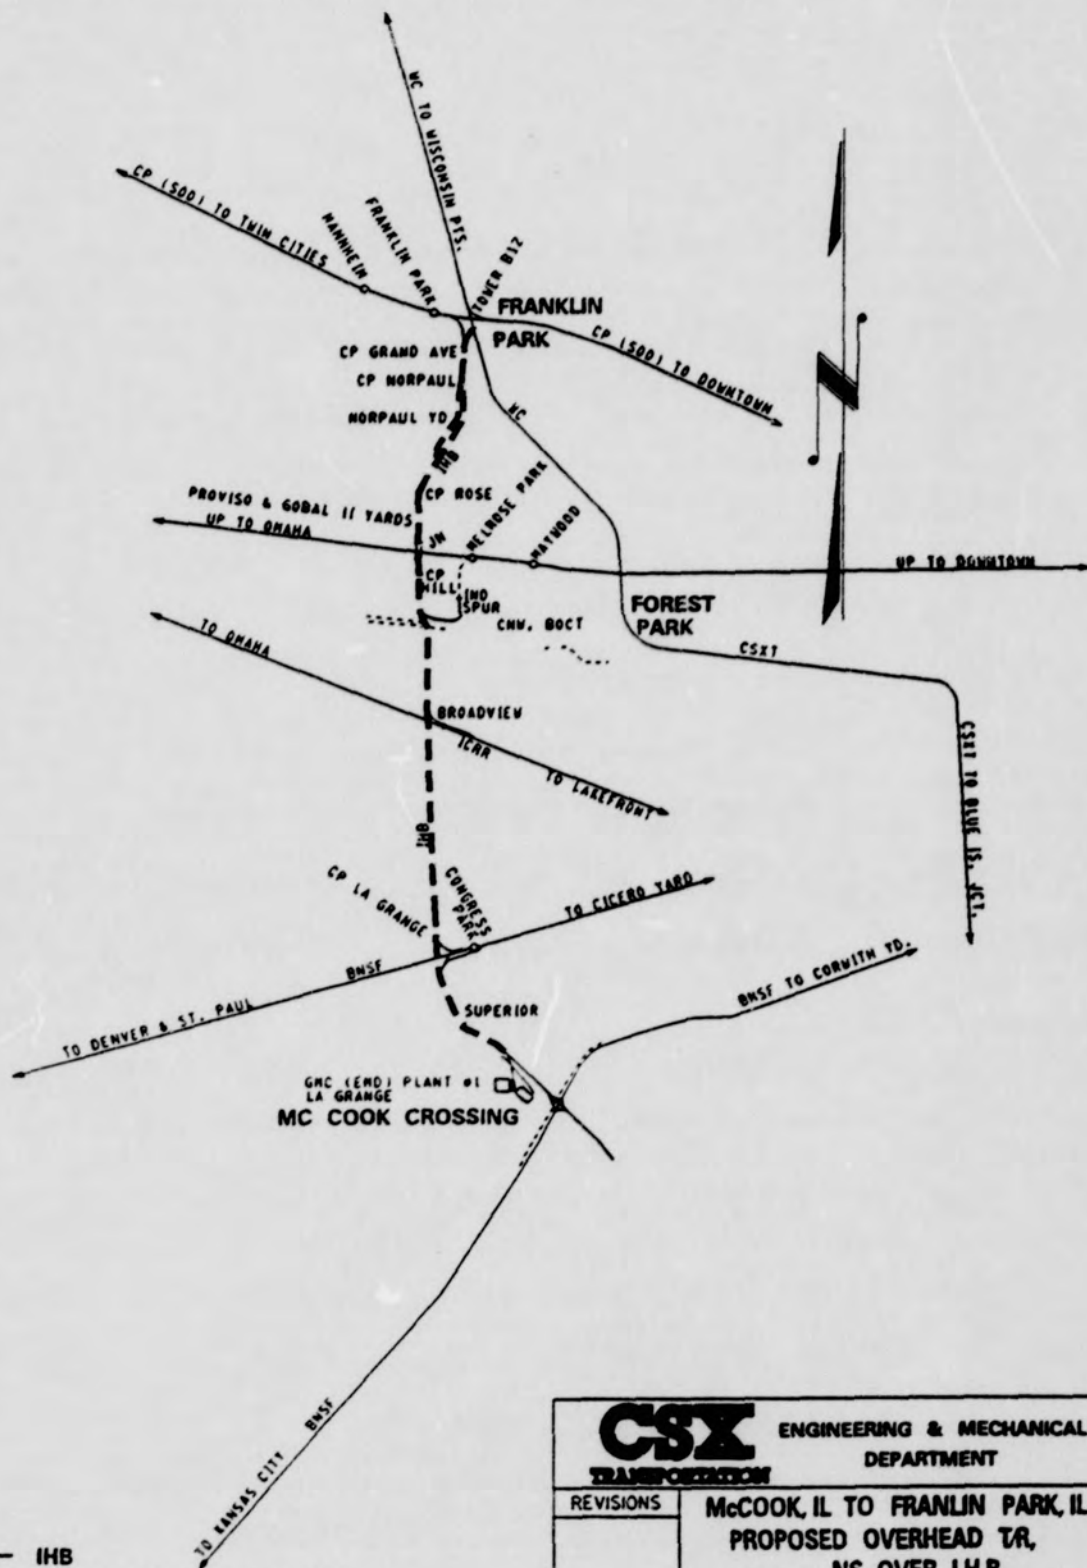 WC TO WISCONSIN PTS.
CP (SOO) TO TWIN CITIES
MANNHEIM
FRANKLIN PARK
TOWER B12
FRANKLIN
PARK
CP (SOO) TO DOWNTOWN
CP GRAND AVE
CP NORPAUL
NORPAUL YD
IHB
WC
N
CP ROSE
PROVISO & GOBAL II YARDS
UP TO OMAHA
JN
MELROSE PARK
MAYWOOD
UP TO DOWNTOWN
CP
HILL
IND
SPUR
CNW, BOCT
FOREST
PARK
CSXT
TO OMAHA
BROADVIEW
ICRR
TO LAKEFRONT
CSXT TO BLUE IS. JCT.
IHB
CP LA GRANGE
CONGRESS
PARK
TO CICERO YARD
BNSF
TO DENVER & ST. PAUL
BNSF TO CORWITH YD.
SUPERIOR
GMC (EMD) PLANT #1
LA GRANGE
MC COOK CROSSING
BNSF
TO KANSAS CITY
IHB
CSX
TRANSPORTATION
ENGINEERING & MECHANICAL
DEPARTMENT
REVISIONS
McCOOK, IL TO FRANLIN PARK, IL
PROPOSED OVERHEAD T/R,
NS OVER I.H.B.